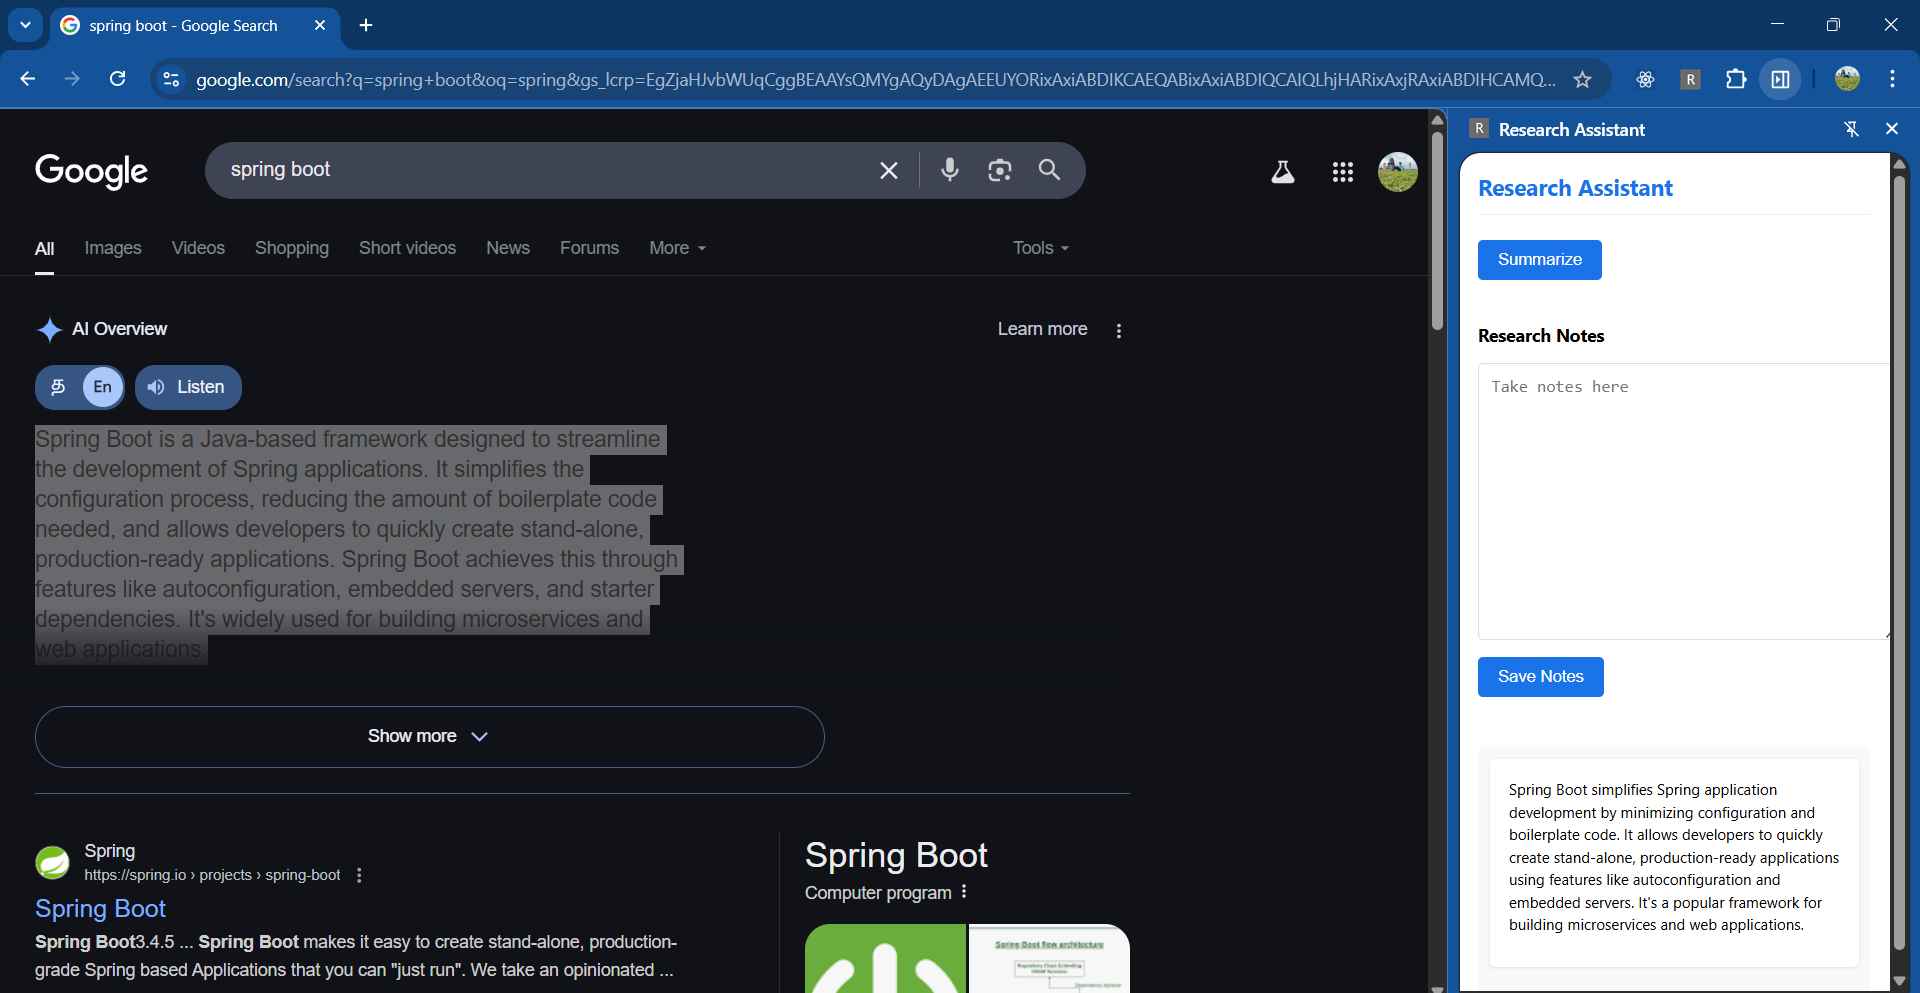 spring boot - Google Search
google.com/search?q=spring+boot&oq=spring&gs_lcrp=EgZjaHJvbWUqCggBEAAYsQMYgAQyDAgAEEUYORixAxiABDIKCAEQABixAxiABDIQCAIQLhjHARixAxjRAxiABDIHCAMQ...
R
Google
spring boot
All
Images
Videos
Shopping
Short videos
News
Forums
More
Tools
AI Overview
Learn more
த
En
Listen
Spring Boot is a Java-based framework designed to streamline
the development of Spring applications. It simplifies the
configuration process, reducing the amount of boilerplate code
needed, and allows developers to quickly create stand-alone,
production-ready applications. Spring Boot achieves this through
features like autoconfiguration, embedded servers, and starter
dependencies. It's widely used for building microservices and
web applications.
Show more
Spring
https://spring.io › projects › spring-boot
Spring Boot
Spring Boot3.4.5 ... Spring Boot makes it easy to create stand-alone, production-
grade Spring based Applications that you can "just run". We take an opinionated ...
Spring Boot
Computer program
Spring Boot flow architecture
R Research Assistant
Research Assistant
Summarize
Research Notes
Take notes here
Save Notes
Spring Boot simplifies Spring application
development by minimizing configuration and
boilerplate code. It allows developers to quickly
create stand-alone, production-ready applications
using features like autoconfiguration and
embedded servers. It's a popular framework for
building microservices and web applications.